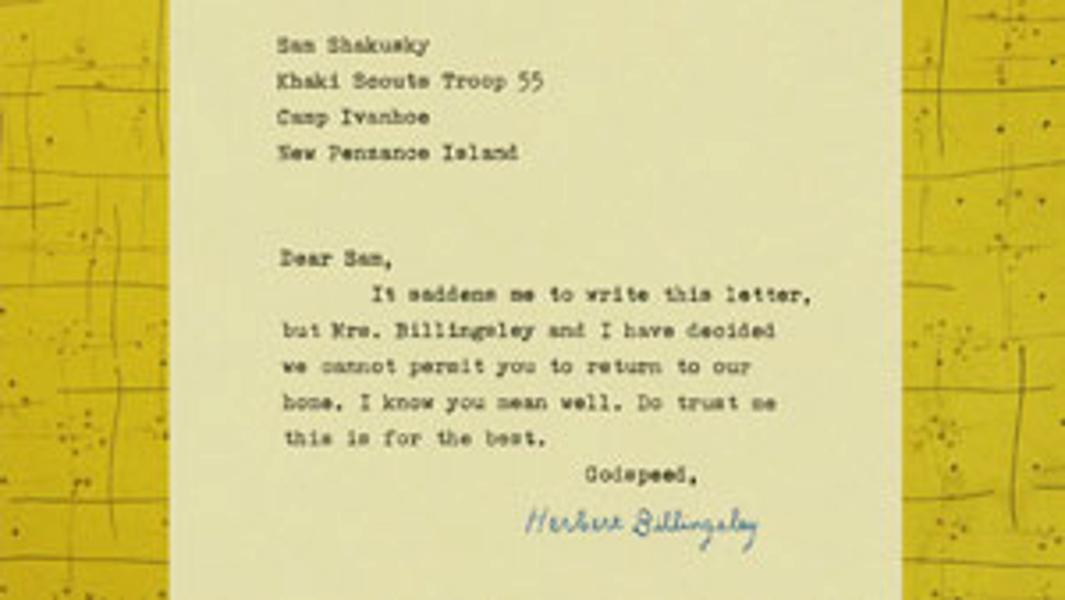 Sam Shakusky
Khaki Scouts Troop 55
Camp Ivanhoe
New Penzance Island
Dear Sam,
It saddens me to write this letter,
but Mrs. Billingsley and I have decided
we cannot permit you to return to our
home. I know you mean well. Do trust me
this is for the best.
Godspeed,
Herbert Billingsley